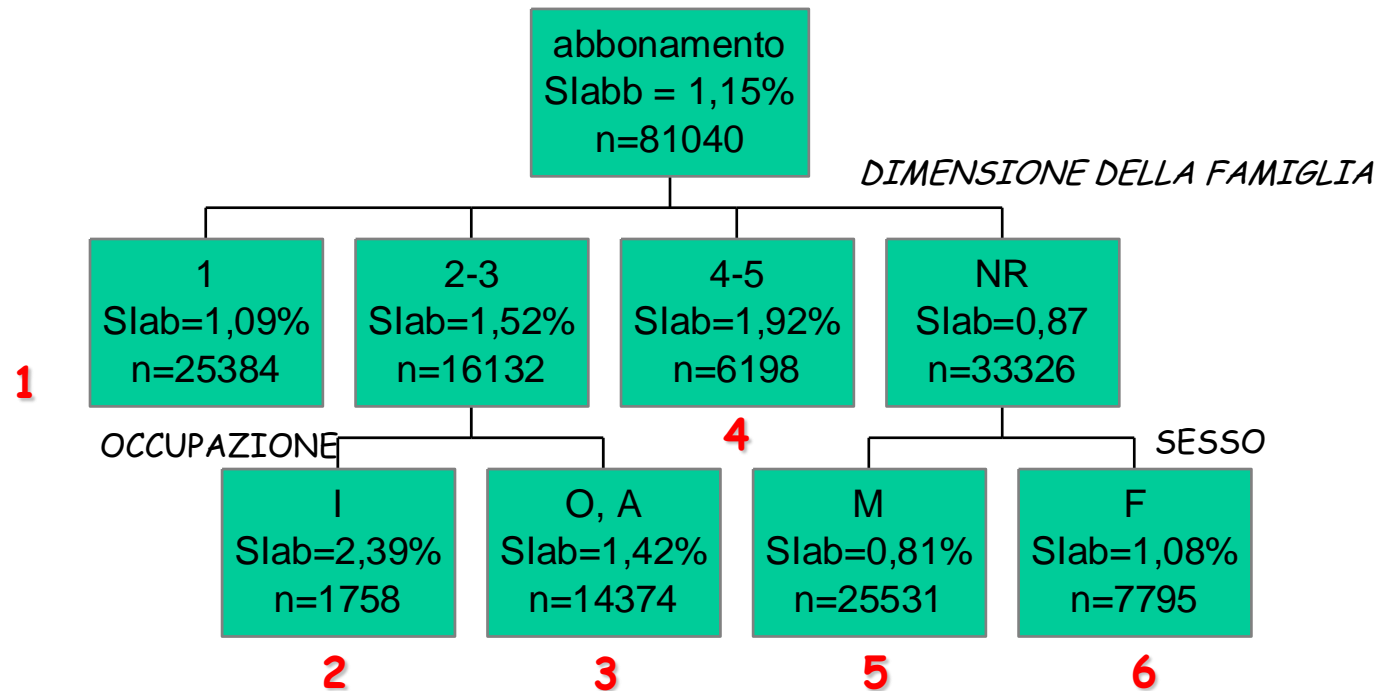 abbonamento
SIabb = 1,15%
n=81040
DIMENSIONE DELLA FAMIGLIA
1
SIab=1,09%
n=25384
2-3
SIab=1,52%
n=16132
4-5
SIab=1,92%
n=6198
NR
SIab=0,87
n=33326
1
4
OCCUPAZIONE
SESSO
I
SIab=2,39%
n=1758
O, A
SIab=1,42%
n=14374
M
SIab=0,81%
n=25531
F
SIab=1,08%
n=7795
2
3
5
6